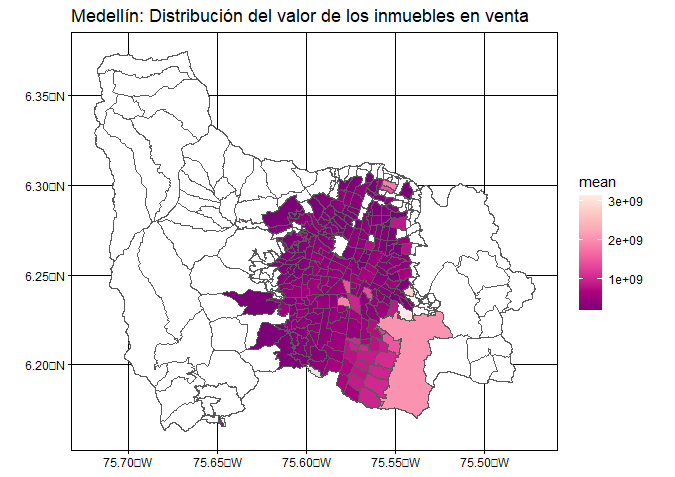 Medellín: Distribución del valor de los inmuebles en venta
6.35□N
6.30□N
6.25□N
6.20□N
75.70□W
75.65□W
75.60□W
75.55□W
75.50□W
mean
3e+09
2e+09
1e+09